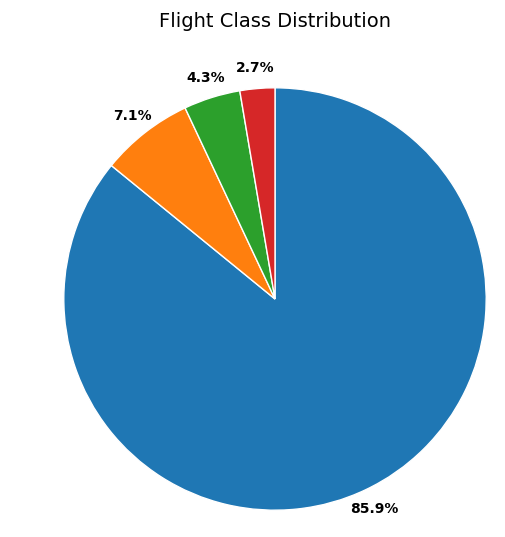 Flight Class Distribution
2.7%
4.3%
7.1%
85.9%